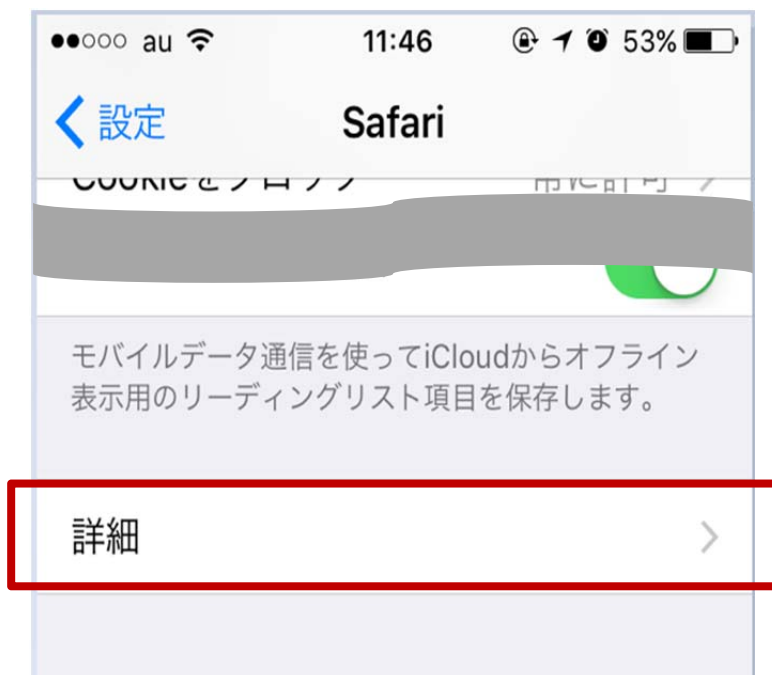 au 11:46 53%
設定 Safari
モバイルデータ通信を使ってiCloudからオフライン
表示用のリーディングリスト項目を保存します。
詳細